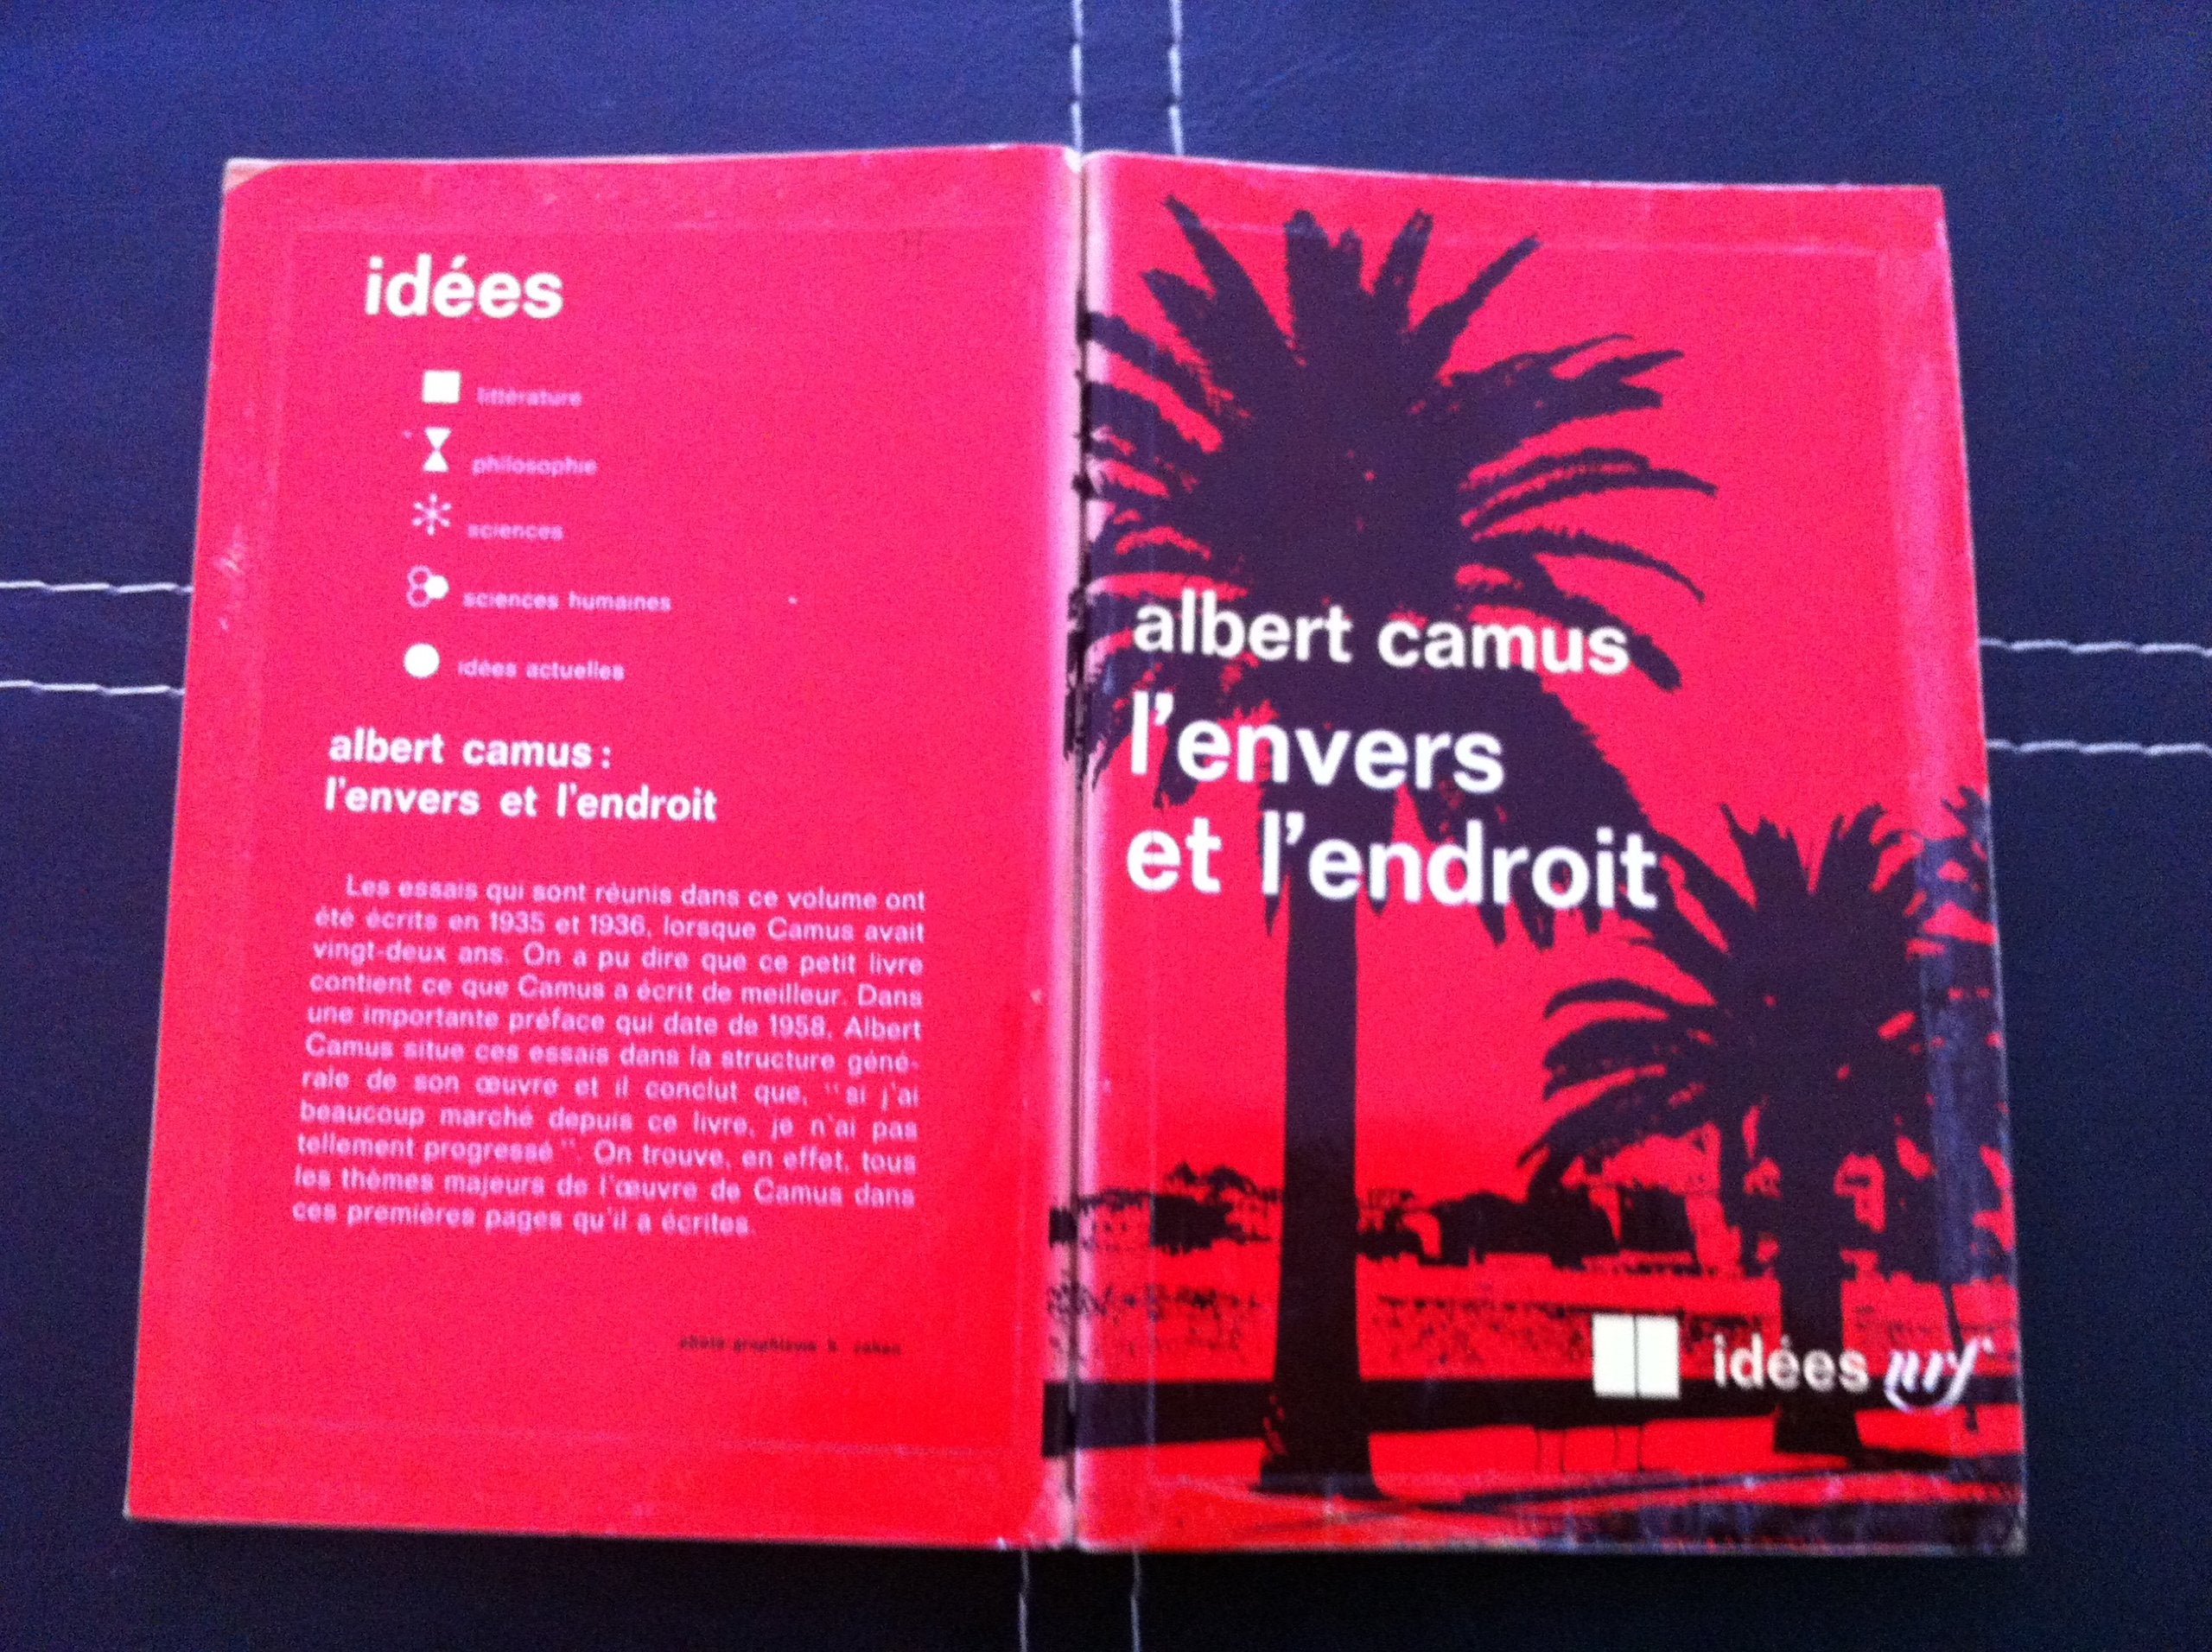 idées
littérature
philosophie
sciences
sciences humaines
idées actuelles
albert camus :
l'envers et l'endroit
Les essais qui sont réunis dans ce volume ont
été écrits en 1935 et 1936, lorsque Camus avait
vingt-deux ans. On a pu dire que ce petit livre
contient ce que Camus a écrit de meilleur. Dans
une importante préface qui date de 1958, Albert
Camus situe ces essais dans la structure géné-
rale de son œuvre et il conclut que, "si j'ai
beaucoup marché depuis ce livre, je n'ai pas
tellement progressé". On trouve, en effet, tous
les thèmes majeurs de l'œuvre de Camus dans
ces premières pages qu'il a écrites.
photo
albert camus
l'envers
et l'endroit
idées nrf